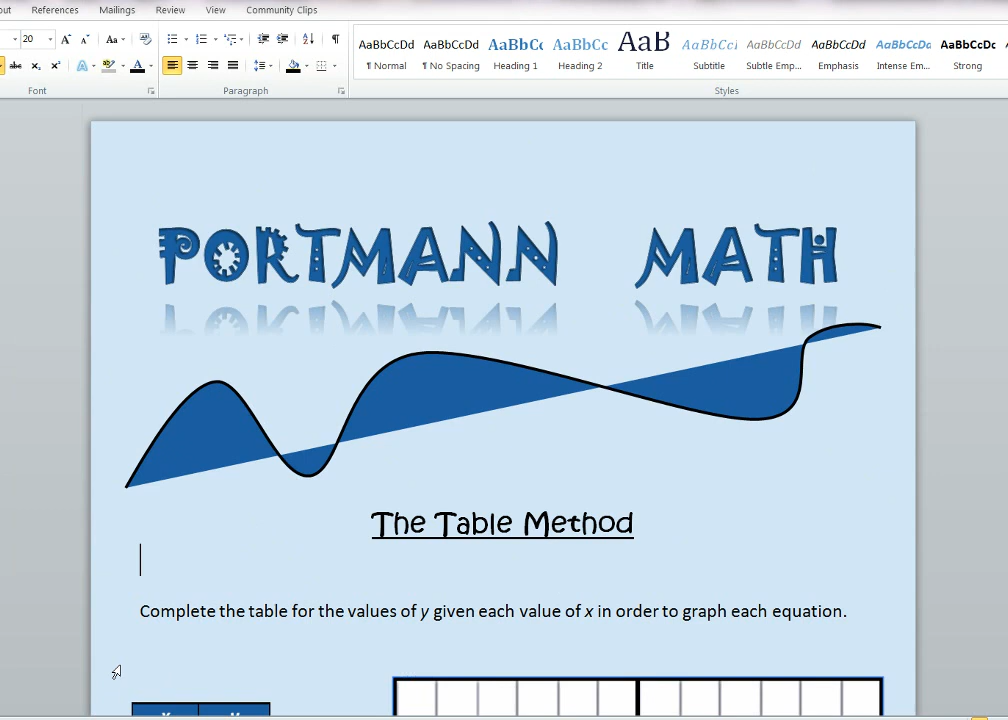 out References Mailings Review View Community Clips
20 Aa abc
AaBbCcDd AaBbCcDd AaBbCc AaBbCc AaB AaBbCcI AaBbCcDd AaBbCcDd AaBbCcDd AaBbCcDc
¶ Normal ¶ No Spacing Heading 1 Heading 2 Title Subtitle Subtle Emp... Emphasis Intense Em... Strong
Font Paragraph Styles
PORTMANN MATH
The Table Method
Complete the table for the values of y given each value of x in order to graph each equation.